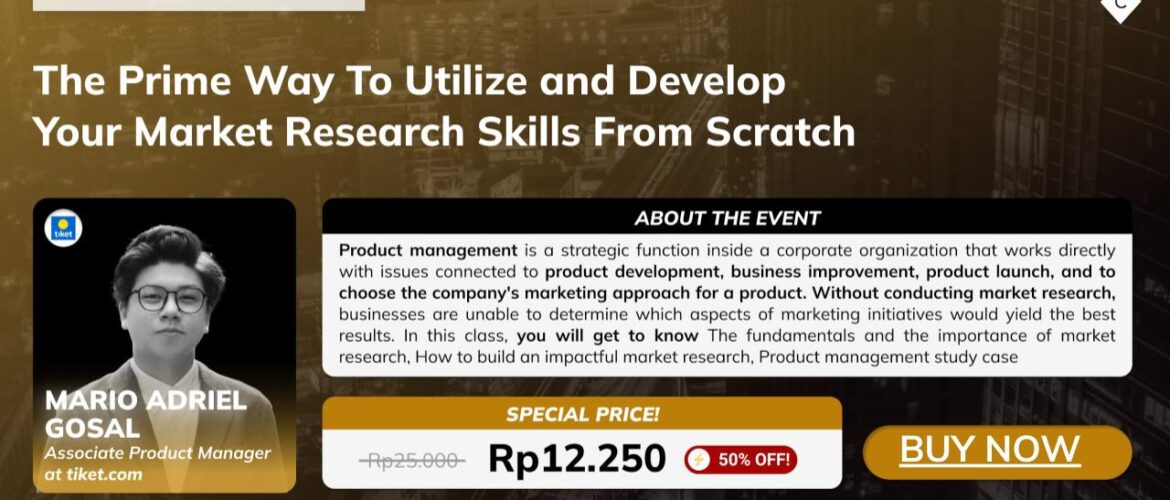 The Prime Way To Utilize and Develop
Your Market Research Skills From Scratch
tiket
MARIO ADRIEL
GOSAL
Associate Product Manager
at tiket.com
ABOUT THE EVENT
Product management is a strategic function inside a corporate organization that works directly
with issues connected to product development, business improvement, product launch, and to
choose the company's marketing approach for a product. Without conducting market research,
businesses are unable to determine which aspects of marketing initiatives would yield the best
results. In this class, you will get to know The fundamentals and the importance of market
research, How to build an impactful market research, Product management study case
SPECIAL PRICE!
Rp25.000 Rp12.250 50% OFF!
BUY NOW